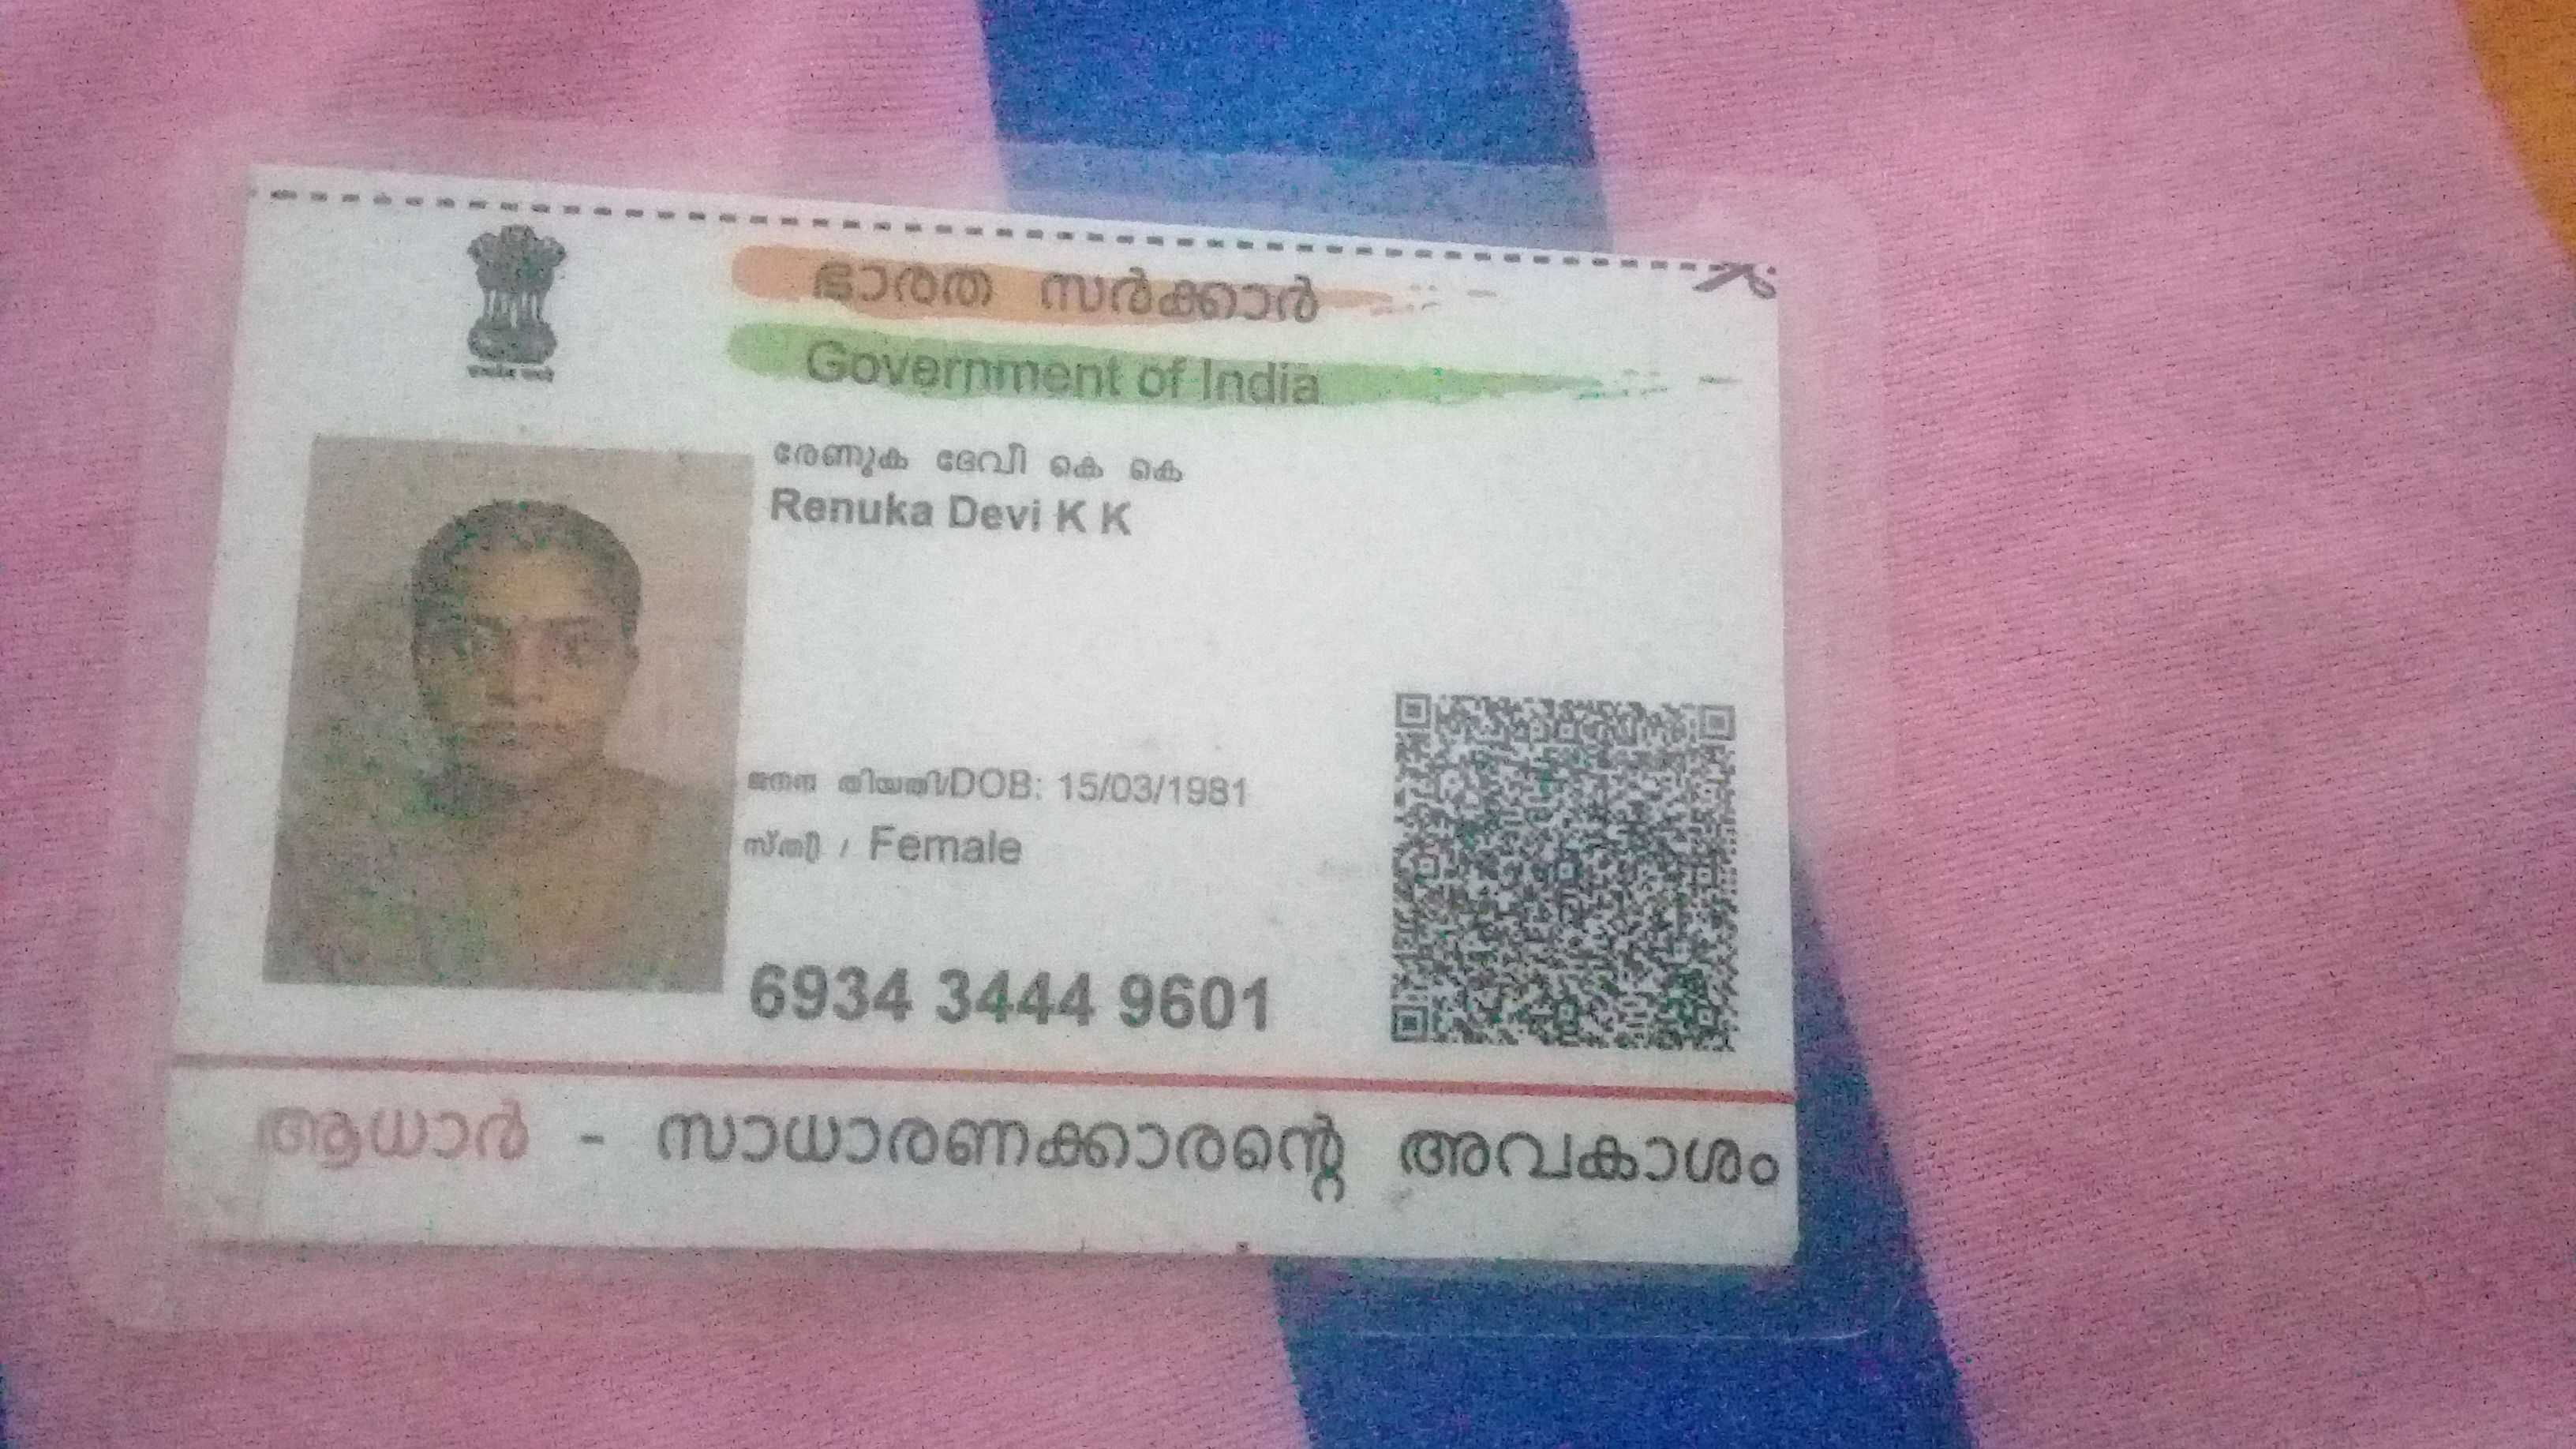 ഭാരത സർക്കാർ
Government of India
രേണുക ദേവി കെ കെ
Renuka Devi K K
ജനന തിയതി/DOB: 15/03/1981
സ്ത്രീ / Female
6934 3444 9601
ആധാർ - സാധാരണക്കാരന്റെ അവകാശം